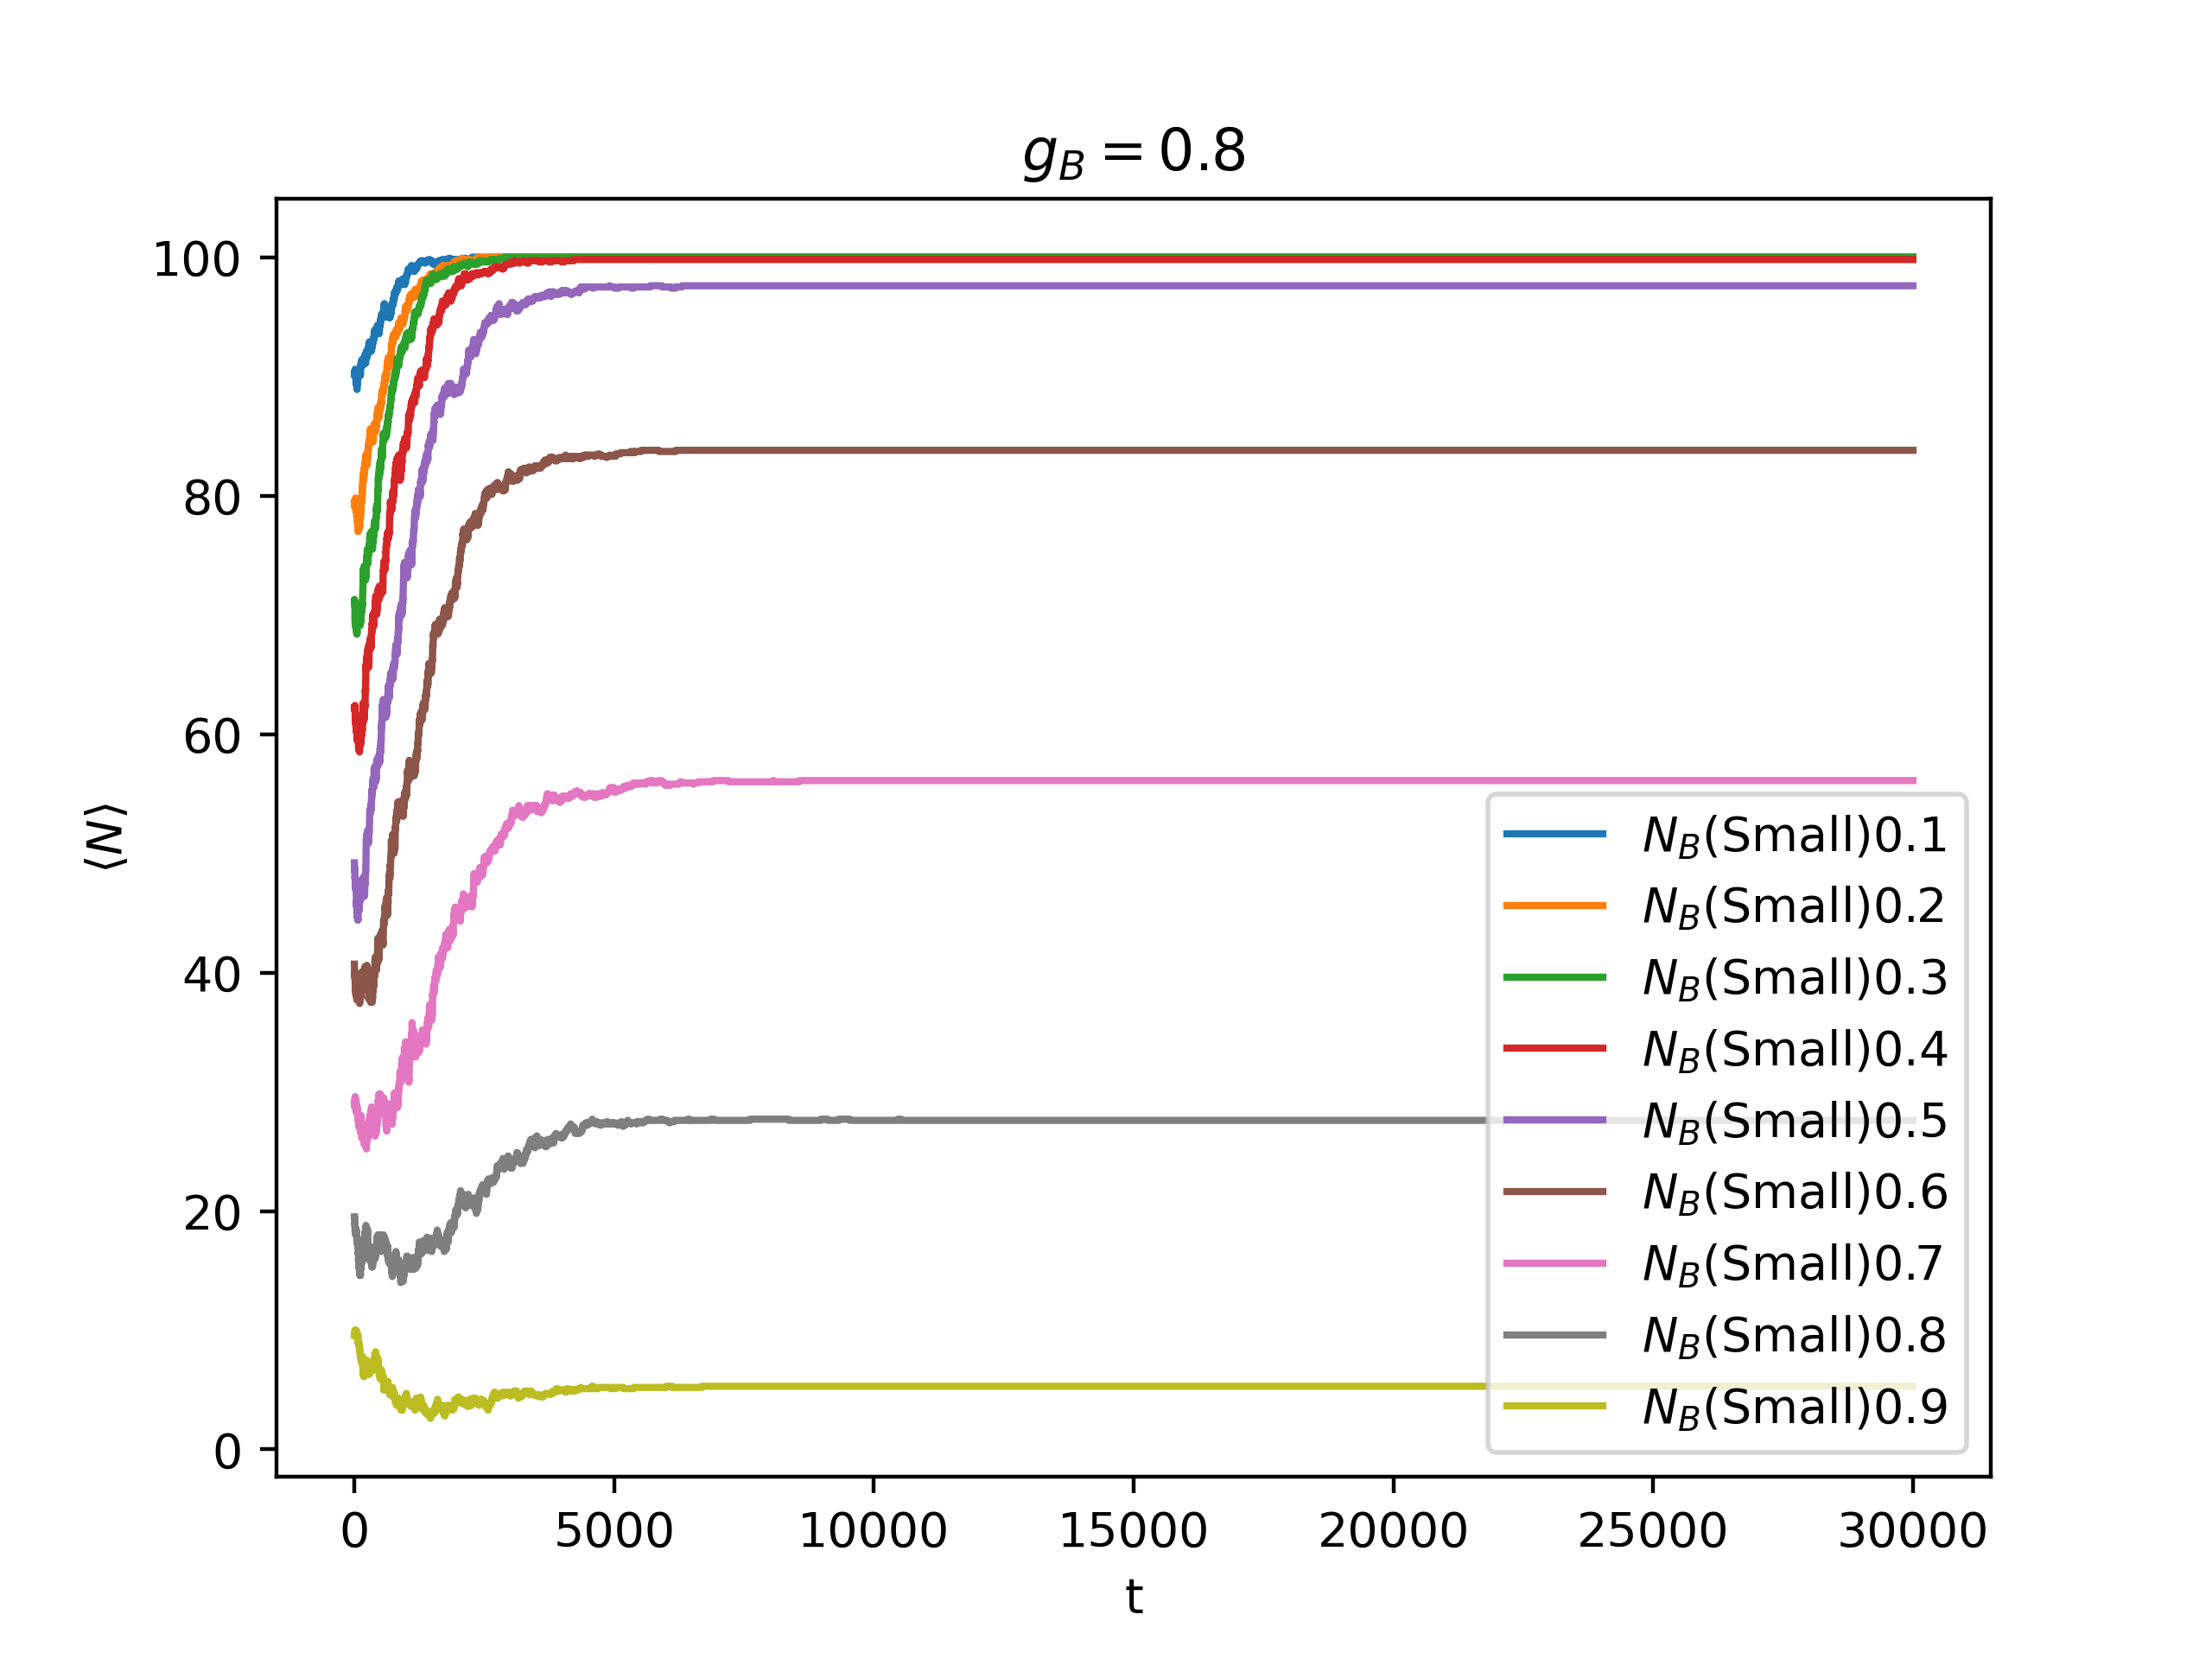 g_B = 0.8
⟨N⟩
100
80
60
40
20
0
N_B(Small)0.1
N_B(Small)0.2
N_B(Small)0.3
N_B(Small)0.4
N_B(Small)0.5
N_B(Small)0.6
N_B(Small)0.7
N_B(Small)0.8
N_B(Small)0.9
0 5000 10000 15000 20000 25000 30000
t